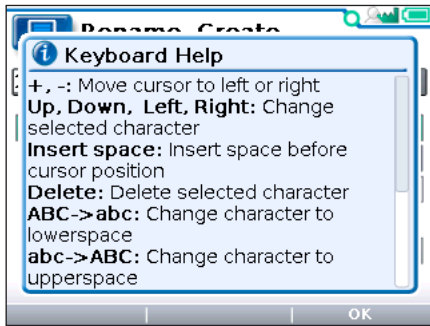 Rename, Create
Keyboard Help
+, -: Move cursor to left or right
Up, Down, Left, Right: Change
selected character
Insert space: Insert space before
cursor position
Delete: Delete selected character
ABC->abc: Change character to
lowerspace
abc->ABC: Change character to
upperspace
OK